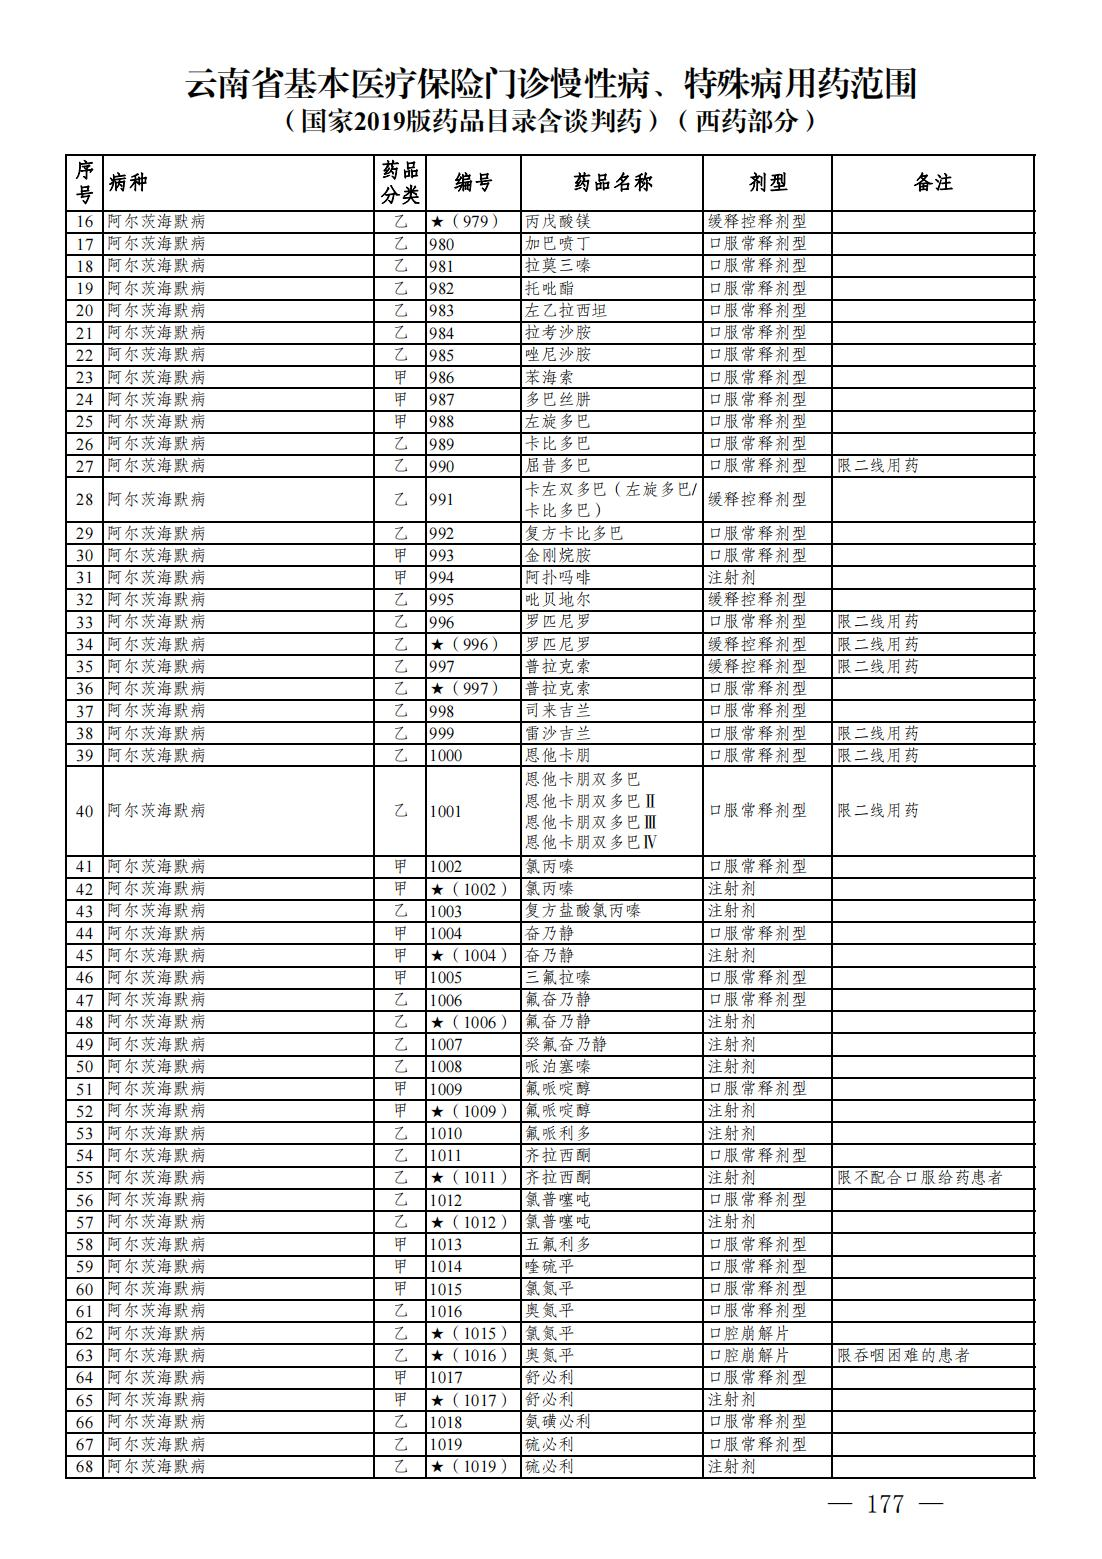 云南省基本医疗保险门诊慢性病、特殊病用药范围
（国家2019版药品目录含谈判药）（西药部分）
序号 病种 药品分类 编号 药品名称 剂型 备注
16 阿尔茨海默病 乙 ★（979） 丙戊酸镁 缓释控释剂型
17 阿尔茨海默病 乙 980 加巴喷丁 口服常释剂型
18 阿尔茨海默病 乙 981 拉莫三嗪 口服常释剂型
19 阿尔茨海默病 乙 982 托吡酯 口服常释剂型
20 阿尔茨海默病 乙 983 左乙拉西坦 口服常释剂型
21 阿尔茨海默病 乙 984 拉考沙胺 口服常释剂型
22 阿尔茨海默病 乙 985 唑尼沙胺 口服常释剂型
23 阿尔茨海默病 甲 986 苯海索 口服常释剂型
24 阿尔茨海默病 甲 987 多巴丝肼 口服常释剂型
25 阿尔茨海默病 甲 988 左旋多巴 口服常释剂型
26 阿尔茨海默病 乙 989 卡比多巴 口服常释剂型
27 阿尔茨海默病 乙 990 屈昔多巴 口服常释剂型 限二线用药
28 阿尔茨海默病 乙 991 卡左双多巴（左旋多巴/卡比多巴） 缓释控释剂型
29 阿尔茨海默病 乙 992 复方卡比多巴 口服常释剂型
30 阿尔茨海默病 甲 993 金刚烷胺 口服常释剂型
31 阿尔茨海默病 甲 994 阿扑吗啡 注射剂
32 阿尔茨海默病 乙 995 吡贝地尔 缓释控释剂型
33 阿尔茨海默病 乙 996 罗匹尼罗 口服常释剂型 限二线用药
34 阿尔茨海默病 乙 ★（996） 罗匹尼罗 缓释控释剂型 限二线用药
35 阿尔茨海默病 乙 997 普拉克索 缓释控释剂型 限二线用药
36 阿尔茨海默病 乙 ★（997） 普拉克索 口服常释剂型
37 阿尔茨海默病 乙 998 司来吉兰 口服常释剂型
38 阿尔茨海默病 乙 999 雷沙吉兰 口服常释剂型 限二线用药
39 阿尔茨海默病 乙 1000 恩他卡朋 口服常释剂型 限二线用药
40 阿尔茨海默病 乙 1001 恩他卡朋双多巴
恩他卡朋双多巴Ⅱ
恩他卡朋双多巴Ⅲ
恩他卡朋双多巴Ⅳ 口服常释剂型 限二线用药
41 阿尔茨海默病 甲 1002 氯丙嗪 口服常释剂型
42 阿尔茨海默病 甲 ★（1002） 氯丙嗪 注射剂
43 阿尔茨海默病 乙 1003 复方盐酸氯丙嗪 注射剂
44 阿尔茨海默病 甲 1004 奋乃静 口服常释剂型
45 阿尔茨海默病 甲 ★（1004） 奋乃静 注射剂
46 阿尔茨海默病 甲 1005 三氟拉嗪 口服常释剂型
47 阿尔茨海默病 乙 1006 氟奋乃静 口服常释剂型
48 阿尔茨海默病 乙 ★（1006） 氟奋乃静 注射剂
49 阿尔茨海默病 乙 1007 癸氟奋乃静 注射剂
50 阿尔茨海默病 乙 1008 哌泊塞嗪 注射剂
51 阿尔茨海默病 甲 1009 氟哌啶醇 口服常释剂型
52 阿尔茨海默病 甲 ★（1009） 氟哌啶醇 注射剂
53 阿尔茨海默病 乙 1010 氟哌利多 注射剂
54 阿尔茨海默病 乙 1011 齐拉西酮 口服常释剂型
55 阿尔茨海默病 乙 ★（1011） 齐拉西酮 注射剂 限不配合口服给药患者
56 阿尔茨海默病 乙 1012 氯普噻吨 口服常释剂型
57 阿尔茨海默病 乙 ★（1012） 氯普噻吨 注射剂
58 阿尔茨海默病 甲 1013 五氟利多 口服常释剂型
59 阿尔茨海默病 甲 1014 喹硫平 口服常释剂型
60 阿尔茨海默病 甲 1015 氯氮平 口服常释剂型
61 阿尔茨海默病 乙 1016 奥氮平 口服常释剂型
62 阿尔茨海默病 乙 ★（1015） 氯氮平 口腔崩解片
63 阿尔茨海默病 乙 ★（1016） 奥氮平 口腔崩解片 限吞咽困难的患者
64 阿尔茨海默病 甲 1017 舒必利 口服常释剂型
65 阿尔茨海默病 甲 ★（1017） 舒必利 注射剂
66 阿尔茨海默病 乙 1018 氨磺必利 口服常释剂型
67 阿尔茨海默病 乙 1019 硫必利 口服常释剂型
68 阿尔茨海默病 乙 ★（1019） 硫必利 注射剂
— 177 —